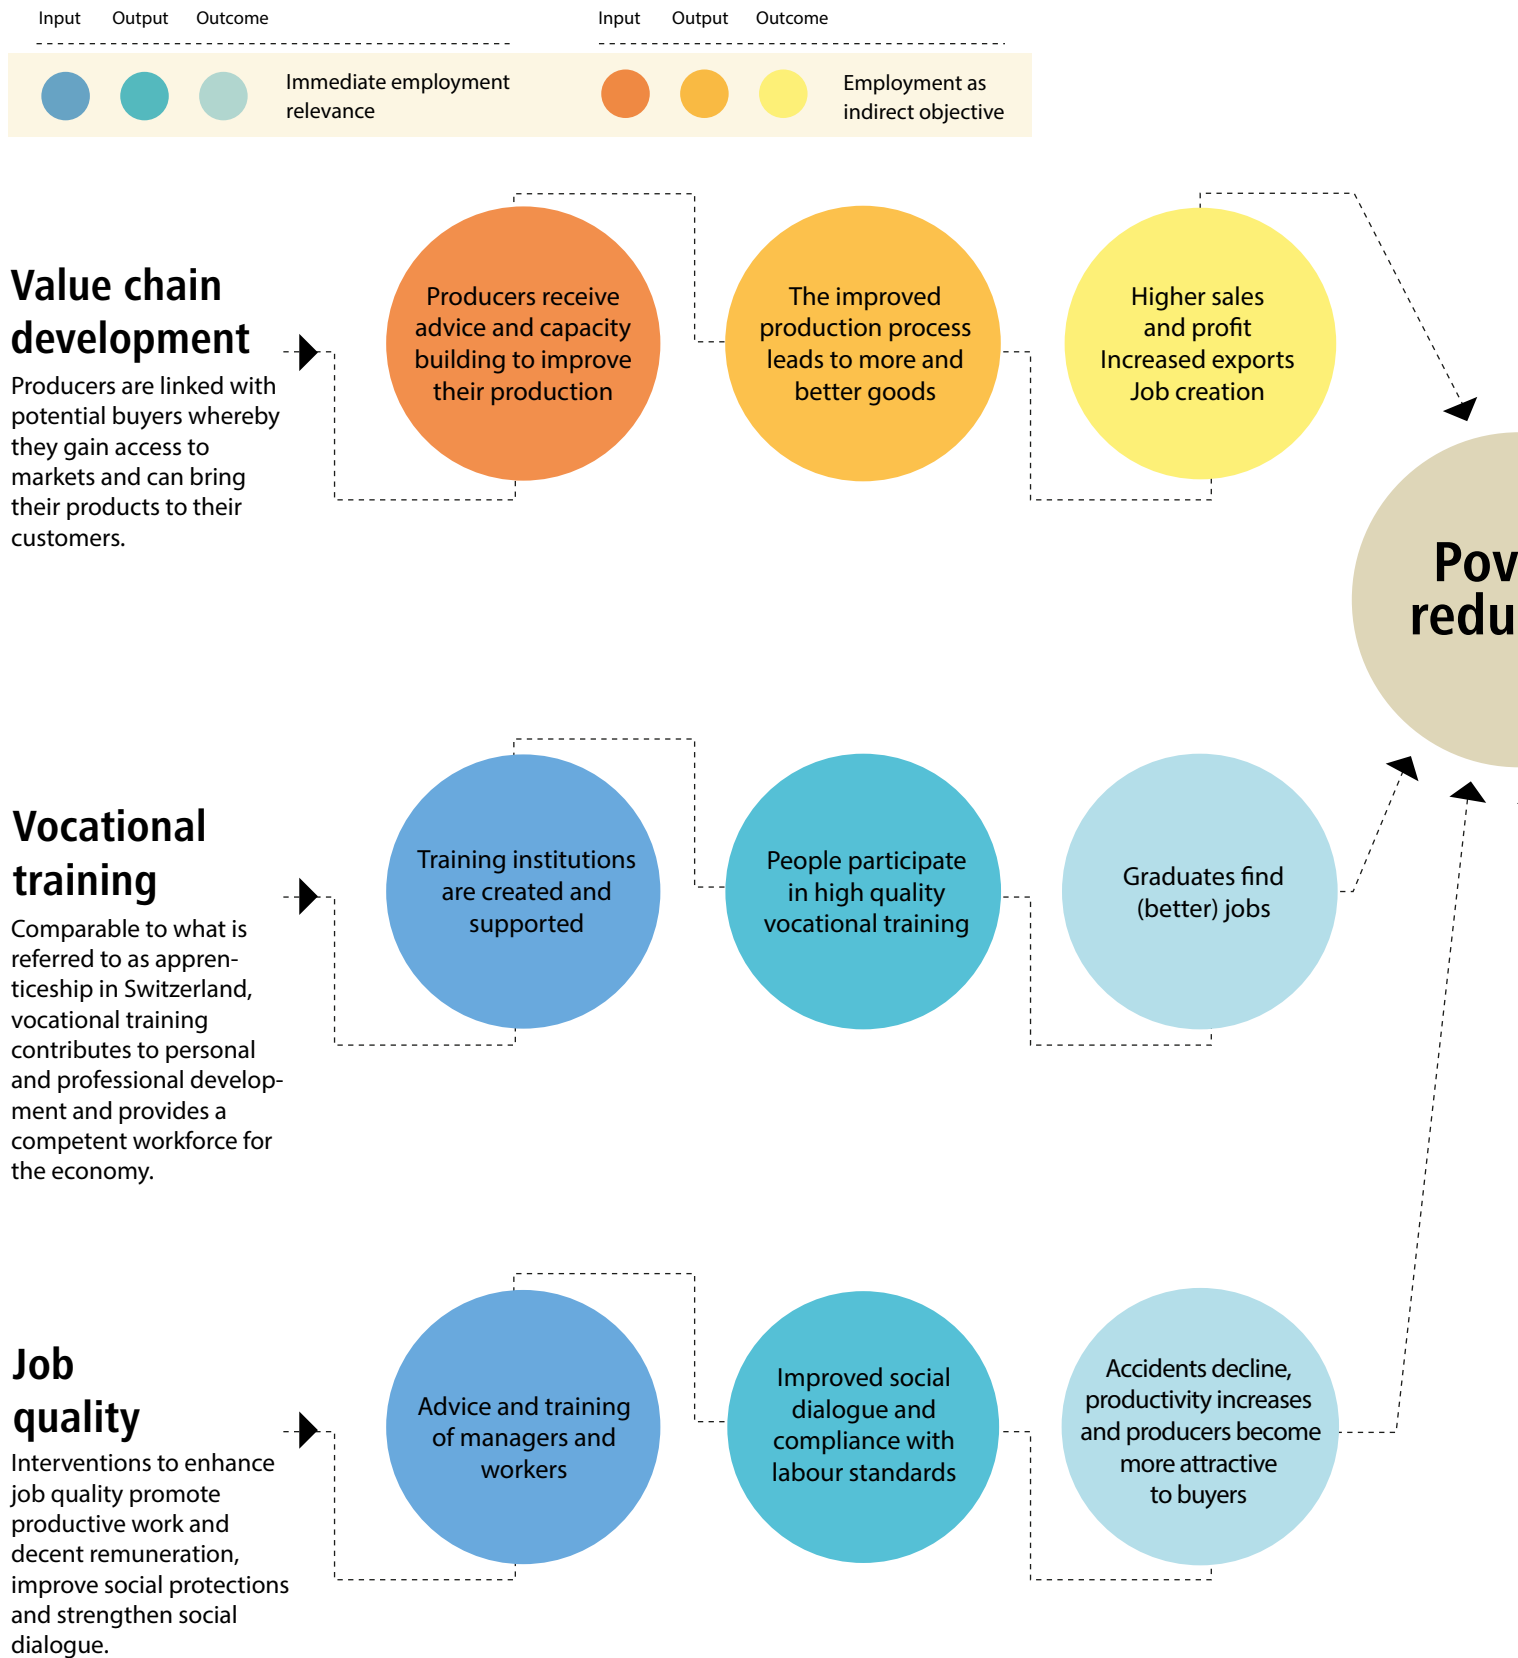 Input Output Outcome
Input Output Outcome
Immediate employment
relevance
Employment as
indirect objective
Value chain
development
Producers are linked with
potential buyers whereby
they gain access to
markets and can bring
their products to their
customers.
Producers receive
advice and capacity
building to improve
their production
The improved
production process
leads to more and
better goods
Higher sales
and profit
Increased exports
Job creation
Pov
redu
Vocational
training
Comparable to what is
referred to as appren-
ticeship in Switzerland,
vocational training
contributes to personal
and professional develop-
ment and provides a
competent workforce for
the economy.
Training institutions
are created and
supported
People participate
in high quality
vocational training
Graduates find
(better) jobs
Job
quality
Interventions to enhance
job quality promote
productive work and
decent remuneration,
improve social protections
and strengthen social
dialogue.
Advice and training
of managers and
workers
Improved social
dialogue and
compliance with
labour standards
Accidents decline,
productivity increases
and producers become
more attractive
to buyers